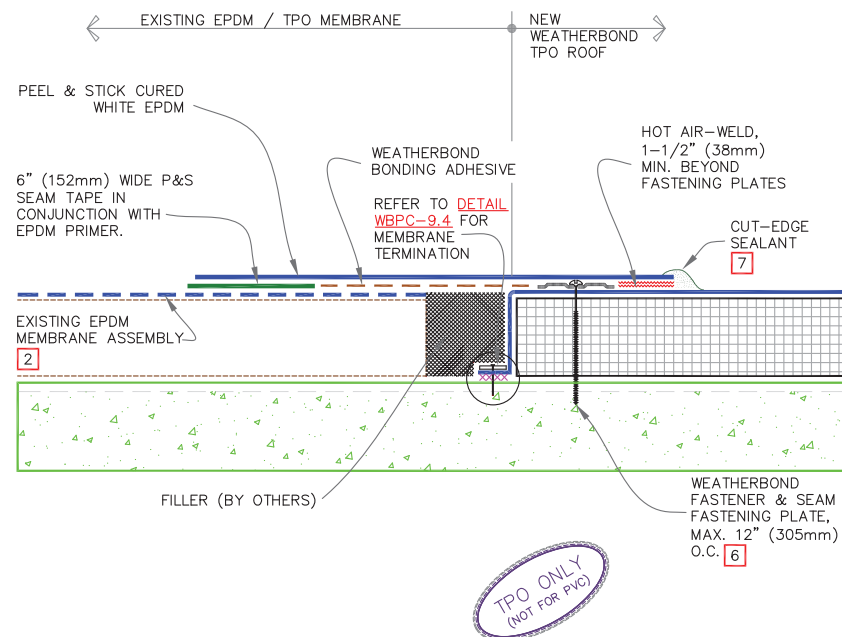 EXISTING EPDM / TPO MEMBRANE
NEW
WEATHERBOND
TPO ROOF
PEEL & STICK CURED
WHITE EPDM
WEATHERBOND
BONDING ADHESIVE
HOT AIR-WELD,
1-1/2" (38mm)
MIN. BEYOND
FASTENING PLATES
6" (152mm) WIDE P&S
SEAM TAPE IN
CONJUNCTION WITH
EPDM PRIMER.
REFER TO DETAIL
WBPC-9.4 FOR
MEMBRANE
TERMINATION
CUT-EDGE
SEALANT
7
EXISTING EPDM
MEMBRANE ASSEMBLY
2
FILLER (BY OTHERS)
WEATHERBOND
FASTENER & SEAM
FASTENING PLATE,
MAX. 12" (305mm)
O.C. 6
TPO ONLY
(NOT FOR PVC)